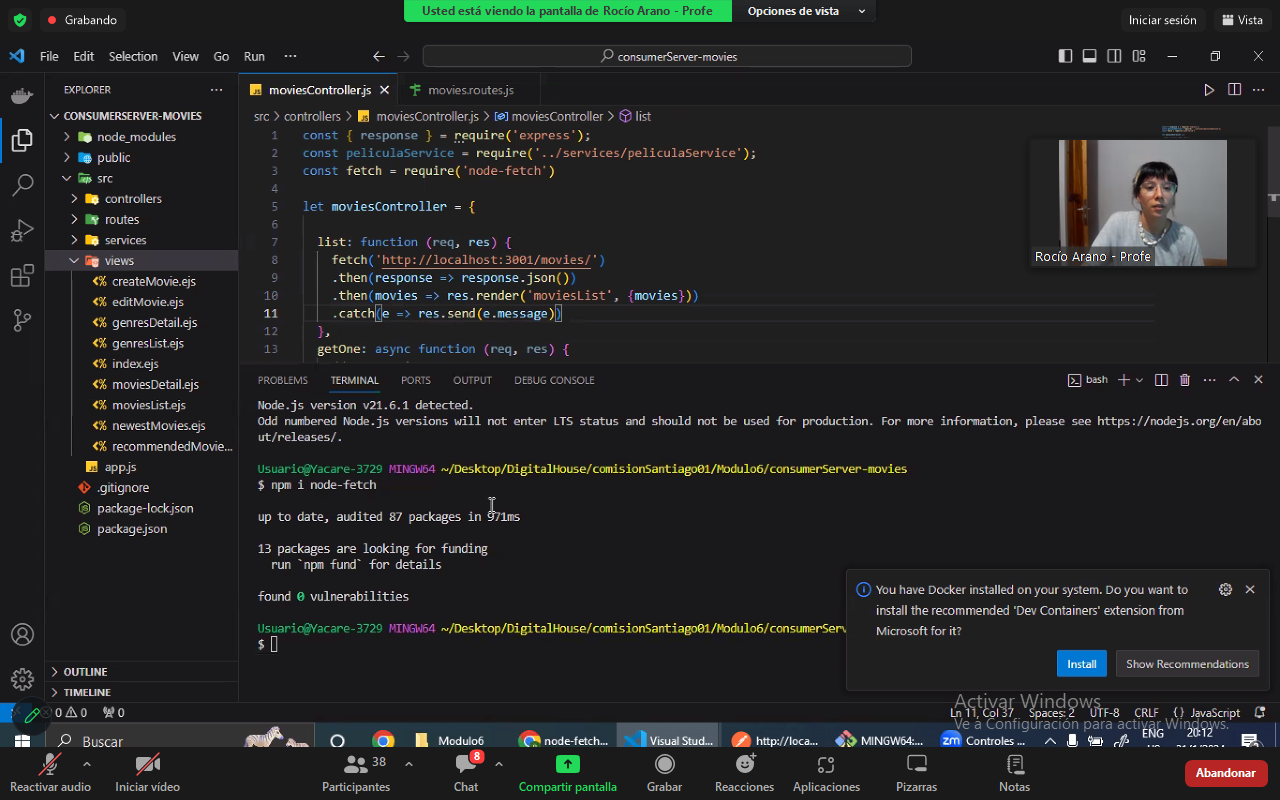 Grabando
Usted está viendo la pantalla de Rocío Arano - Profe
Opciones de vista
Iniciar sesión
Vista
File Edit Selection View Go Run ···
consumerServer-movies
EXPLORER
CONSUMERSERVER-MOVIES
node_modules
public
src
controllers
routes
services
views
createMovie.ejs
editMovie.ejs
genresDetail.ejs
genresList.ejs
index.ejs
moviesDetail.ejs
moviesList.ejs
newestMovies.ejs
recommendedMovie...
app.js
.gitignore
package-lock.json
package.json
OUTLINE
TIMELINE
moviesController.js
movies.routes.js
src > controllers > moviesController.js > moviesController > list
1 const { response } = require('express');
2 const peliculaService = require('../services/peliculaService');
3 const fetch = require('node-fetch')
4
5 let moviesController = {
6
7 list: function (req, res) {
8 fetch('http://localhost:3001/movies/')
9 .then(response => response.json())
10 .then(movies => res.render('moviesList', {movies}))
11 .catch(e => res.send(e.message))
12 },
13 getOne: async function (req, res) {
Rocío Arano - Profe
PROBLEMS TERMINAL PORTS OUTPUT DEBUG CONSOLE
bash
Node.js version v21.6.1 detected.
Odd numbered Node.js versions will not enter LTS status and should not be used for production. For more information, please see https://nodejs.org/en/abo
ut/releases/.
Usuario@Yacare-3729 MINGW64 ~/Desktop/DigitalHouse/comisionSantiago01/Modulo6/consumerServer-movies
$ npm i node-fetch
up to date, audited 87 packages in 971ms
13 packages are looking for funding
run `npm fund` for details
found 0 vulnerabilities
Usuario@Yacare-3729 MINGW64 ~/Desktop/DigitalHouse/comisionSantiago01/Modulo6/consumerServ
$
You have Docker installed on your system. Do you want to
install the recommended 'Dev Containers' extension from
Microsoft for it?
Install
Show Recommendations
Activar Windows
Ve a Configuración para activar Windows.
0 0 0
Ln 11, Col 37 Spaces: 2 UTF-8 CRLF {} JavaScript
Buscar
Modulo6
node-fetch...
Visual Stud...
http://loca...
MINGW64:...
zm Controles ...
ENG
20:12
Reactivar audio
Iniciar vídeo
38
Participantes
8
Chat
Compartir pantalla
Grabar
Reacciones
Aplicaciones
Pizarras
Notas
Abandonar